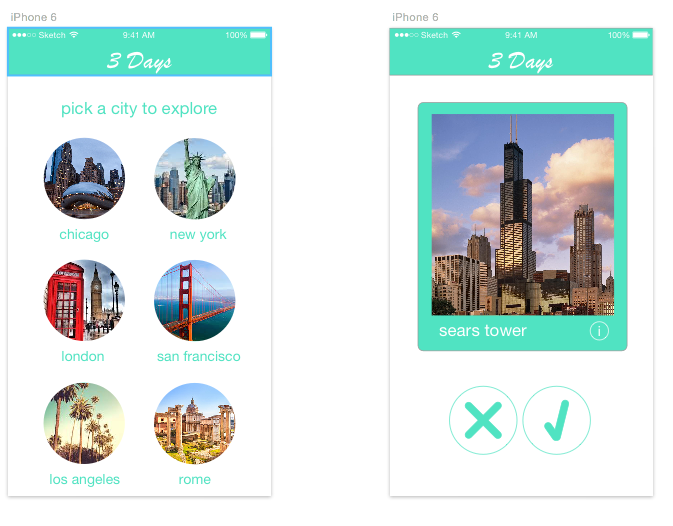 iPhone 6
Sketch 9:41 AM 100%
3 Days
pick a city to explore
chicago new york
london san francisco
los angeles rome
iPhone 6
Sketch 9:41 AM 100%
3 Days
sears tower i